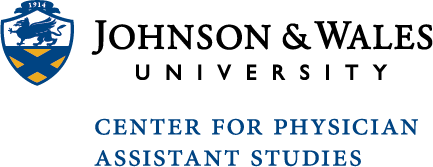 1914
JOHNSON & WALES
UNIVERSITY
CENTER FOR PHYSICIAN
ASSISTANT STUDIES